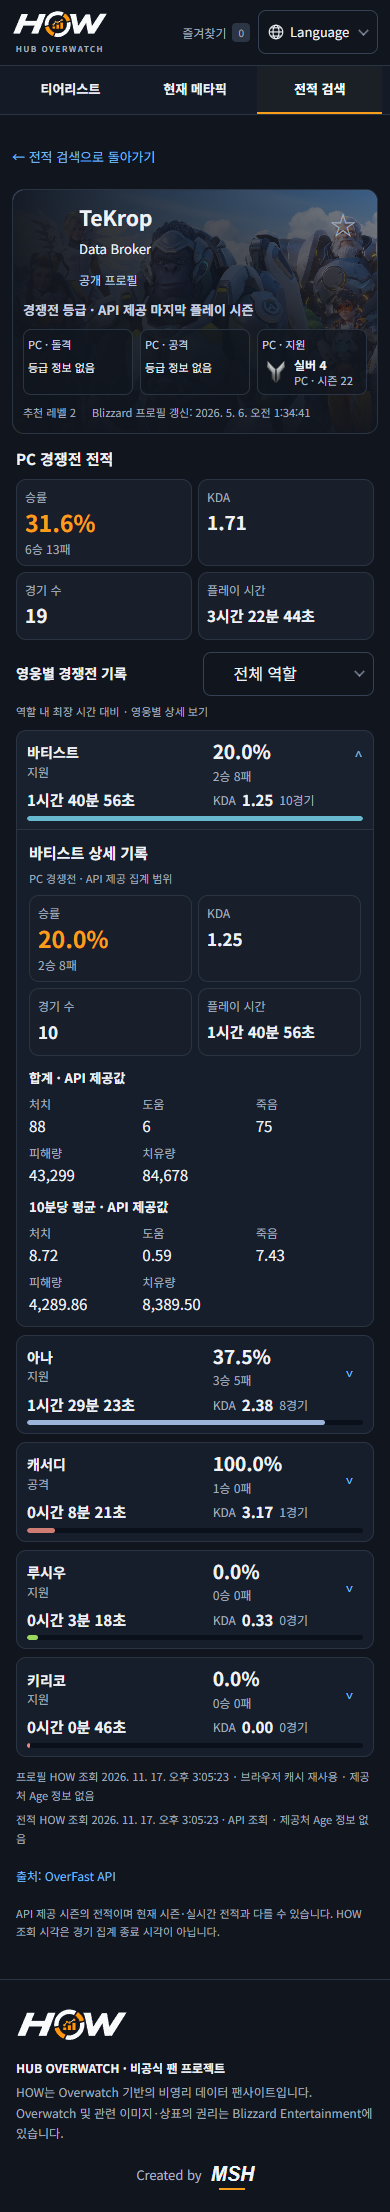 HOW
HUB OVERWATCH
즐겨찾기 0
Language
티어리스트
현재 메타픽
전적 검색
← 전적 검색으로 돌아가기
TeKrop
Data Broker
공개 프로필
경쟁전 등급 · API 제공 마지막 플레이 시즌
PC · 돌격
등급 정보 없음
PC · 공격
등급 정보 없음
PC · 지원
실버 4
PC · 시즌 22
추천 레벨 2 Blizzard 프로필 갱신: 2026. 5. 6. 오전 1:34:41
PC 경쟁전 전적
승률
31.6%
6승 13패
KDA
1.71
경기 수
19
플레이 시간
3시간 22분 44초
영웅별 경쟁전 기록
전체 역할
역할 내 최장 시간 대비 · 영웅별 상세 보기
바티스트
지원
20.0%
2승 8패
1시간 40분 56초
KDA 1.25 10경기
바티스트 상세 기록
PC 경쟁전 · API 제공 집계 범위
승률
20.0%
2승 8패
KDA
1.25
경기 수
10
플레이 시간
1시간 40분 56초
합계 · API 제공값
처치 도움 죽음
88 6 75
피해량 치유량
43,299 84,678
10분당 평균 · API 제공값
처치 도움 죽음
8.72 0.59 7.43
피해량 치유량
4,289.86 8,389.50
아나
지원
37.5%
3승 5패
1시간 29분 23초
KDA 2.38 8경기
캐서디
공격
100.0%
1승 0패
0시간 8분 21초
KDA 3.17 1경기
루시우
지원
0.0%
0승 0패
0시간 3분 18초
KDA 0.33 0경기
키리코
지원
0.0%
0승 0패
0시간 0분 46초
KDA 0.00 0경기
프로필 HOW 조회 2026. 11. 17. 오후 3:05:23 · 브라우저 캐시 재사용 · 제공
처 Age 정보 없음
전적 HOW 조회 2026. 11. 17. 오후 3:05:23 · API 조회 · 제공처 Age 정보 없
음
출처: OverFast API
API 제공 시즌의 전적이며 현재 시즌·실시간 전적과 다를 수 있습니다. HOW
조회 시각은 경기 집계 종료 시각이 아닙니다.
HOW
HUB OVERWATCH · 비공식 팬 프로젝트
HOW는 Overwatch 기반의 비영리 데이터 팬사이트입니다.
Overwatch 및 관련 이미지·상표의 권리는 Blizzard Entertainment에
있습니다.
Created by MSH